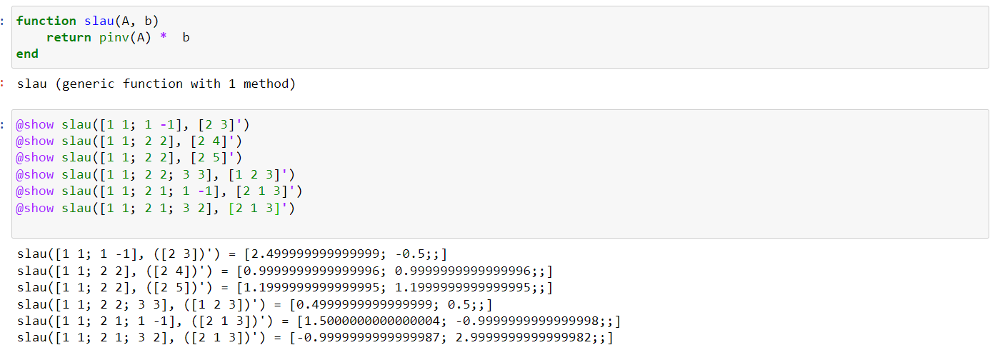 : function slau(A, b)
    return pinv(A) *  b
end
: slau (generic function with 1 method)
: @show slau([1 1; 1 -1], [2 3]')
@show slau([1 1; 2 2], [2 4]')
@show slau([1 1; 2 2], [2 5]')
@show slau([1 1; 2 2; 3 3], [1 2 3]')
@show slau([1 1; 2 1; 1 -1], [2 1 3]')
@show slau([1 1; 2 1; 3 2], [2 1 3]')
slau([1 1; 1 -1], ([2 3])') = [2.499999999999999; -0.5;;]
slau([1 1; 2 2], ([2 4])') = [0.9999999999999996; 0.9999999999999996;;]
slau([1 1; 2 2], ([2 5])') = [1.1999999999999995; 1.1999999999999995;;]
slau([1 1; 2 2; 3 3], ([1 2 3])') = [0.4999999999999999; 0.5;;]
slau([1 1; 2 1; 1 -1], ([2 1 3])') = [1.5000000000000004; -0.9999999999999998;;]
slau([1 1; 2 1; 3 2], ([2 1 3])') = [-0.9999999999999987; 2.9999999999999982;;]